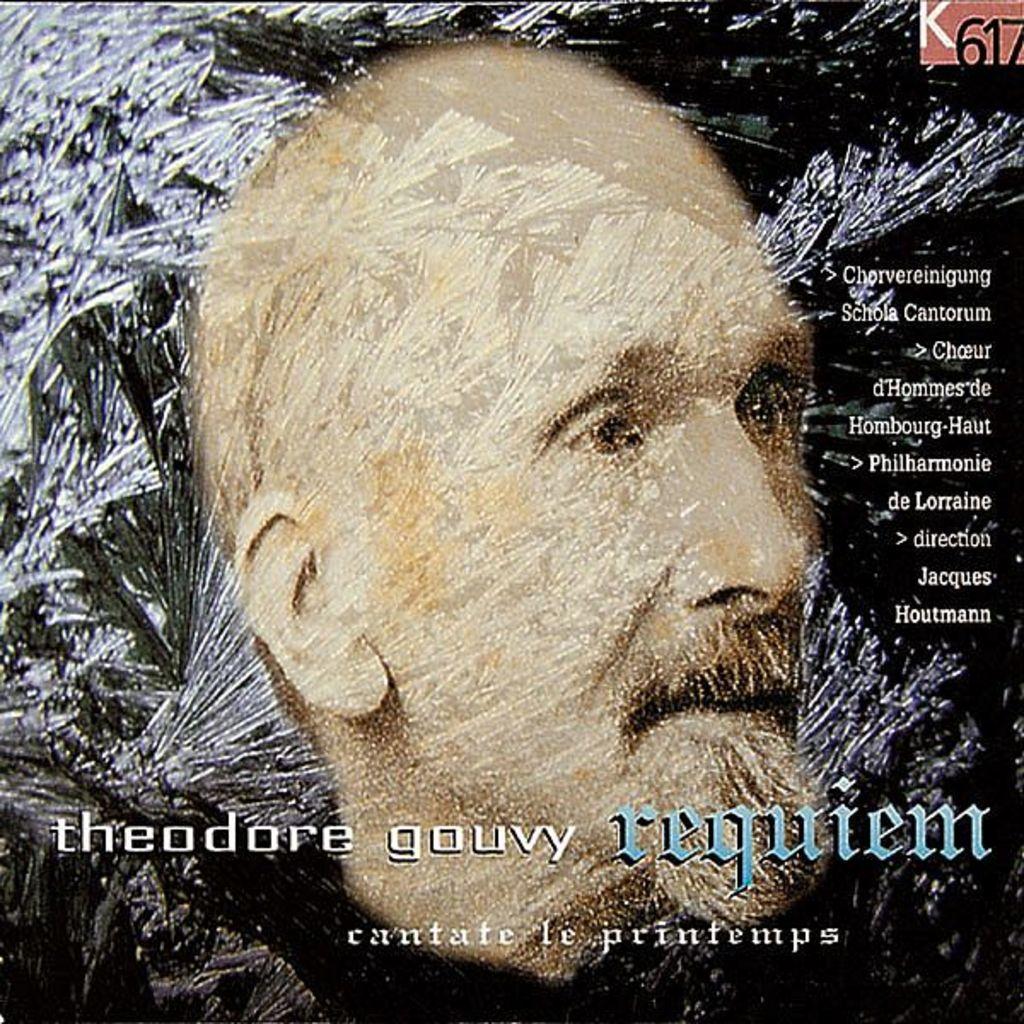 K617
> Chorvereinigung
Schola Cantorum
> Chœur
d'Hommes de
Hombourg-Haut
> Philharmonie
de Lorraine
> direction
Jacques
Houtmann
theodore gouvy requiem
cantate le printemps